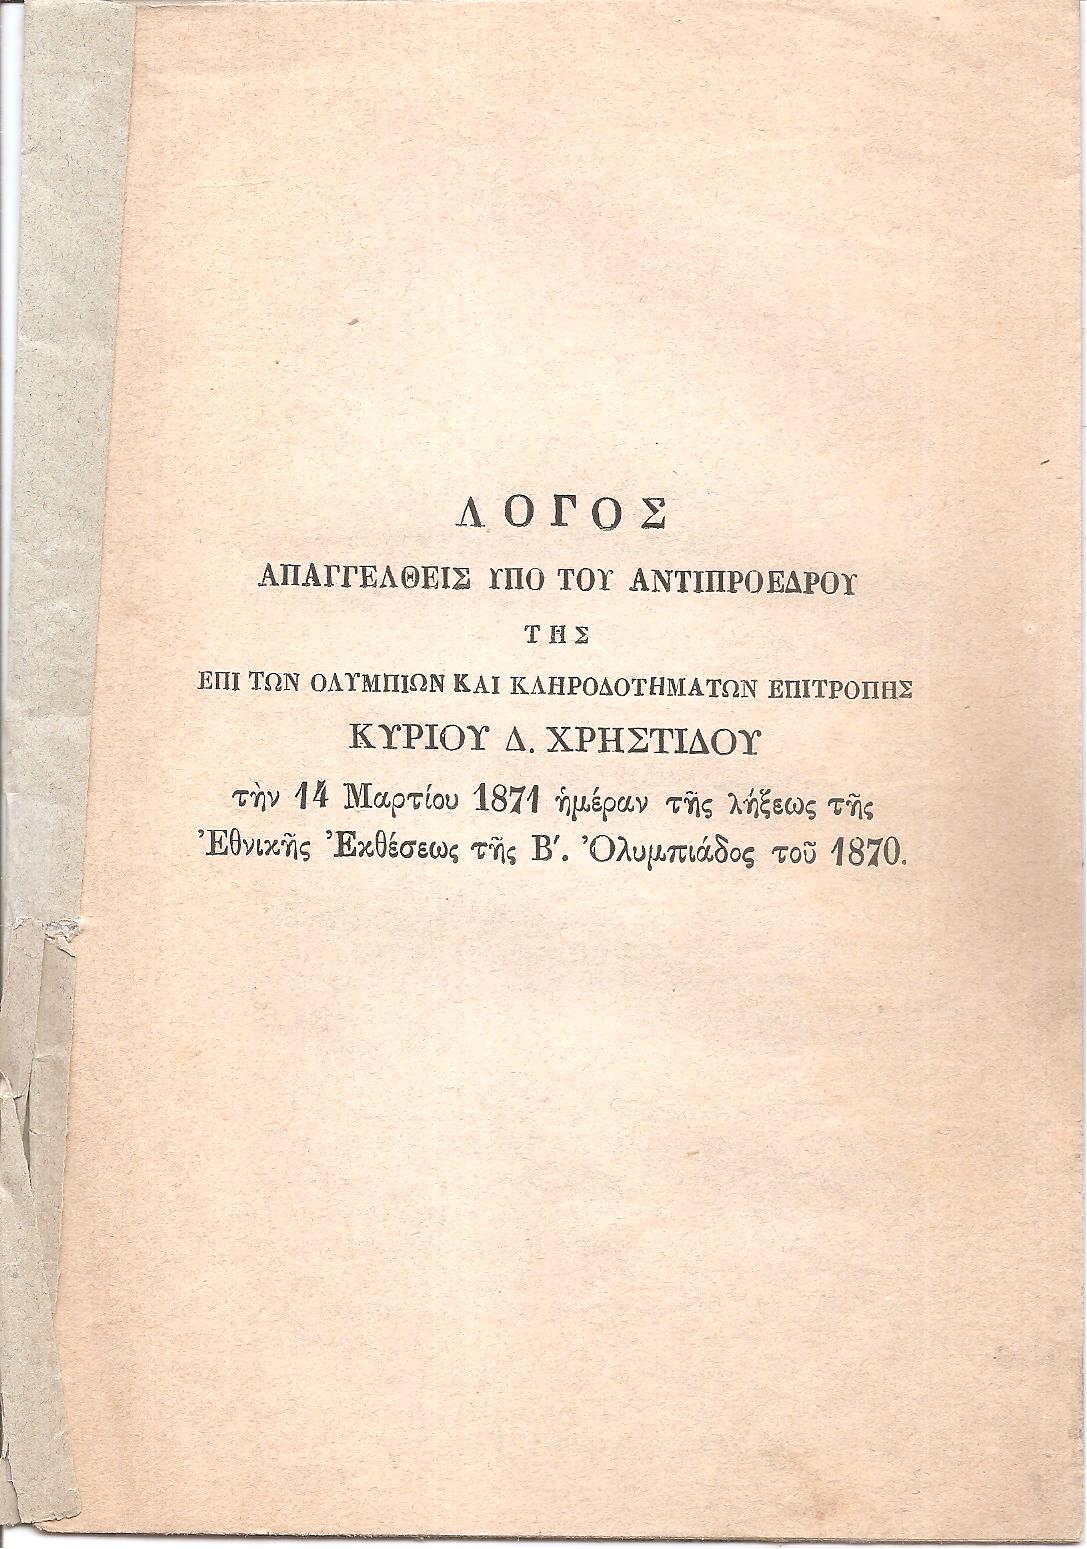 ΛΟΓΟΣ
ΑΠΑΓΓΕΛΘΕΙΣ ΥΠΟ ΤΟΥ ΑΝΤΙΠΡΟΕΔΡΟΥ
ΤΗΣ
ΕΠΙ ΤΩΝ ΟΛΥΜΠΙΩΝ ΚΑΙ ΚΛΗΡΟΔΟΤΗΜΑΤΩΝ ΕΠΙΤΡΟΠΗΣ
ΚΥΡΙΟΥ Δ. ΧΡΗΣΤΙΔΟΥ
τὴν 14 Μαρτίου 1871 ἡμέραν τῆς λήξεως τῆς
Ἐθνικῆς Ἐκθέσεως τῆς Β′. Ὀλυμπιάδος τοῦ 1870.